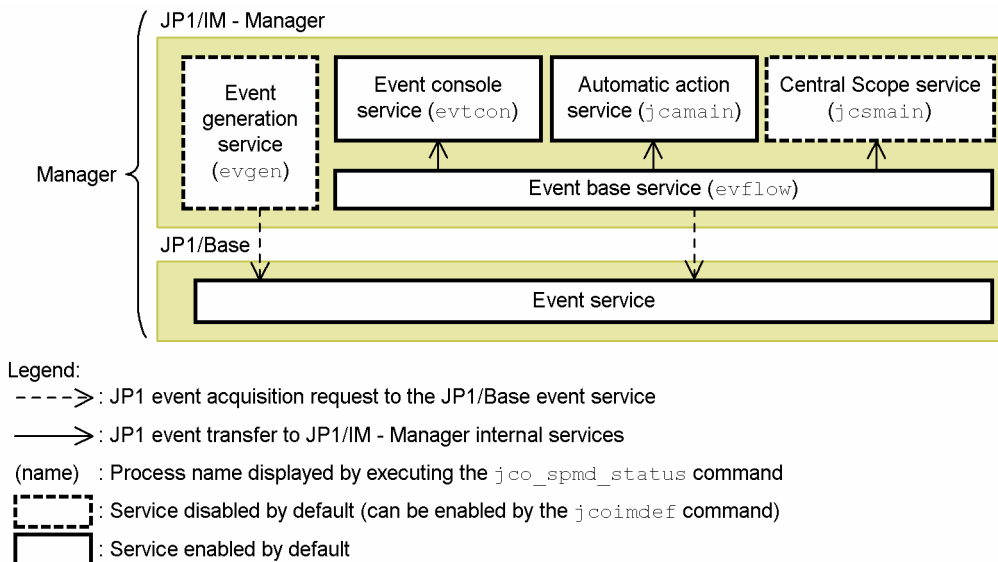 JP1/IM - Manager
Event
generation
service
(evgen)
Event console
service (evtcon)
Automatic action
service (jcamain)
Central Scope service
(jcsmain)
Manager
Event base service (evflow)
JP1/Base
Event service
Legend:
: JP1 event acquisition request to the JP1/Base event service
: JP1 event transfer to JP1/IM - Manager internal services
(name) : Process name displayed by executing the jco_spmd_status command
: Service disabled by default (can be enabled by the jcoimdef command)
: Service enabled by default